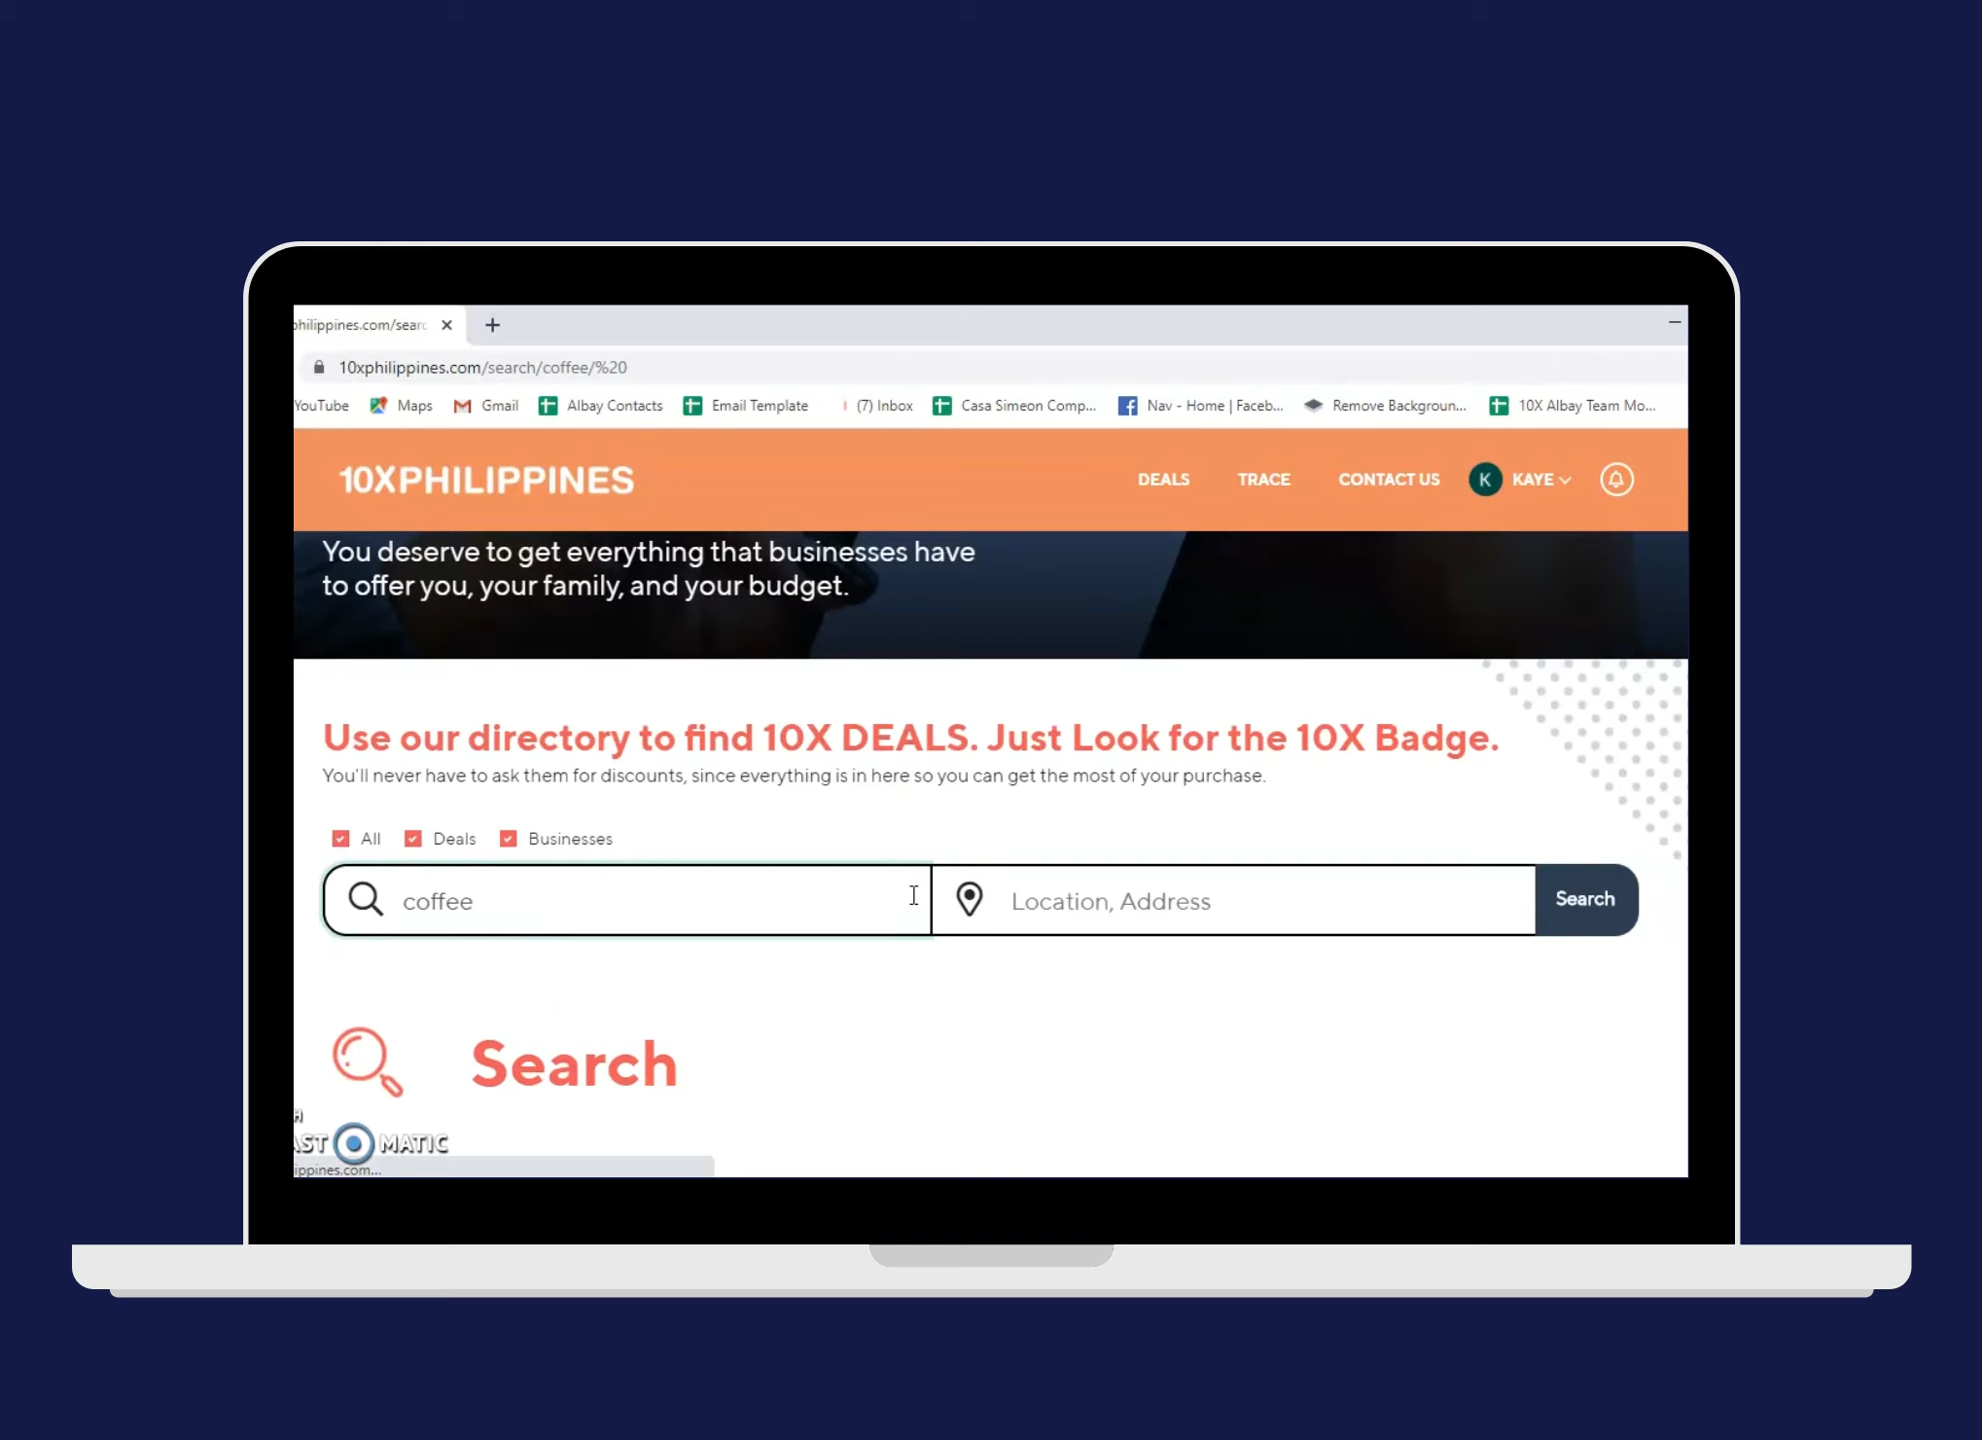 philippines.com/sear
10xphilippines.com/search/coffee/%20
YouTube Maps Gmail Albay Contacts Email Template (7) Inbox Casa Simeon Comp... Nav - Home | Faceb... Remove Backgroun... 10X Albay Team Mo...
10XPHILIPPINES DEALS TRACE CONTACT US K KAYE
You deserve to get everything that businesses have
to offer you, your family, and your budget.
Use our directory to find 10X DEALS. Just Look for the 10X Badge.
You'll never have to ask them for discounts, since everything is in here so you can get the most of your purchase.
All Deals Businesses
coffee Location, Address Search
Search
H
AST MATIC
ippines.com...